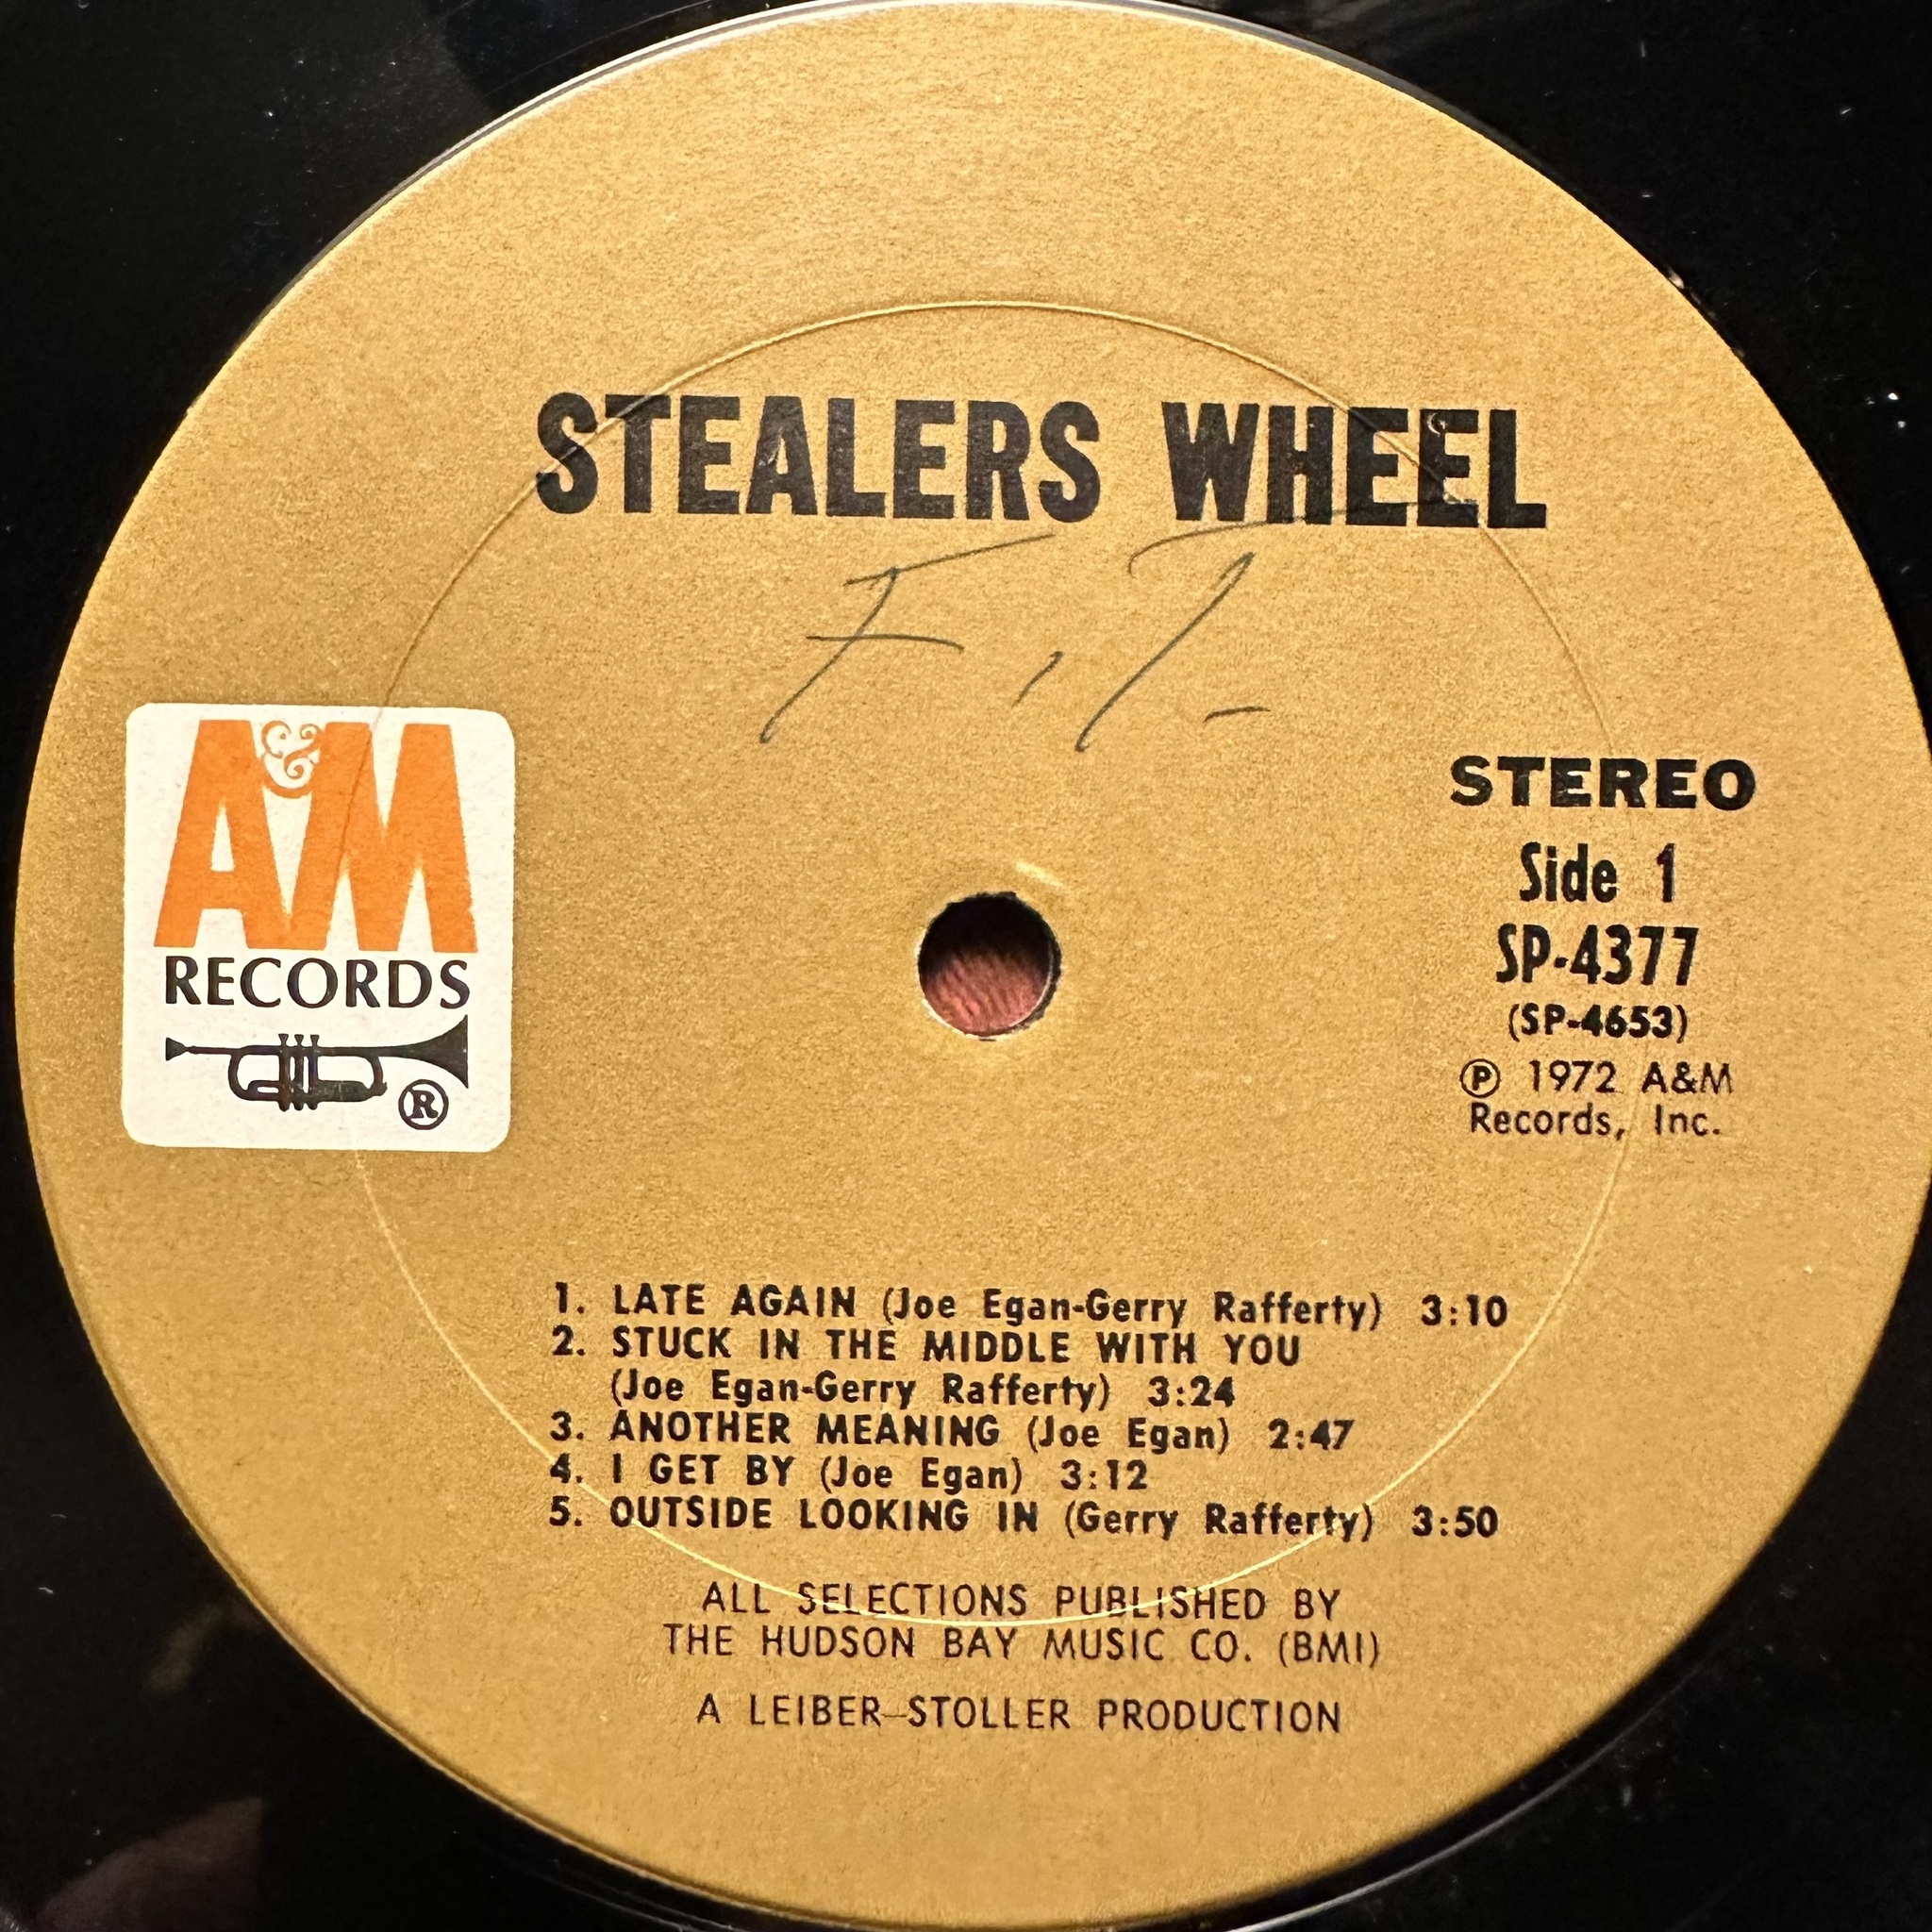 STEALERS WHEEL
F. T.
A&M
RECORDS
®
STEREO
Side 1
SP-4377
(SP-4653)
℗ 1972 A&M
Records, Inc.
1. LATE AGAIN (Joe Egan-Gerry Rafferty) 3:10
2. STUCK IN THE MIDDLE WITH YOU
(Joe Egan-Gerry Rafferty) 3:24
3. ANOTHER MEANING (Joe Egan) 2:47
4. I GET BY (Joe Egan) 3:12
5. OUTSIDE LOOKING IN (Gerry Rafferty) 3:50
ALL SELECTIONS PUBLISHED BY
THE HUDSON BAY MUSIC CO. (BMI)
A LEIBER-STOLLER PRODUCTION